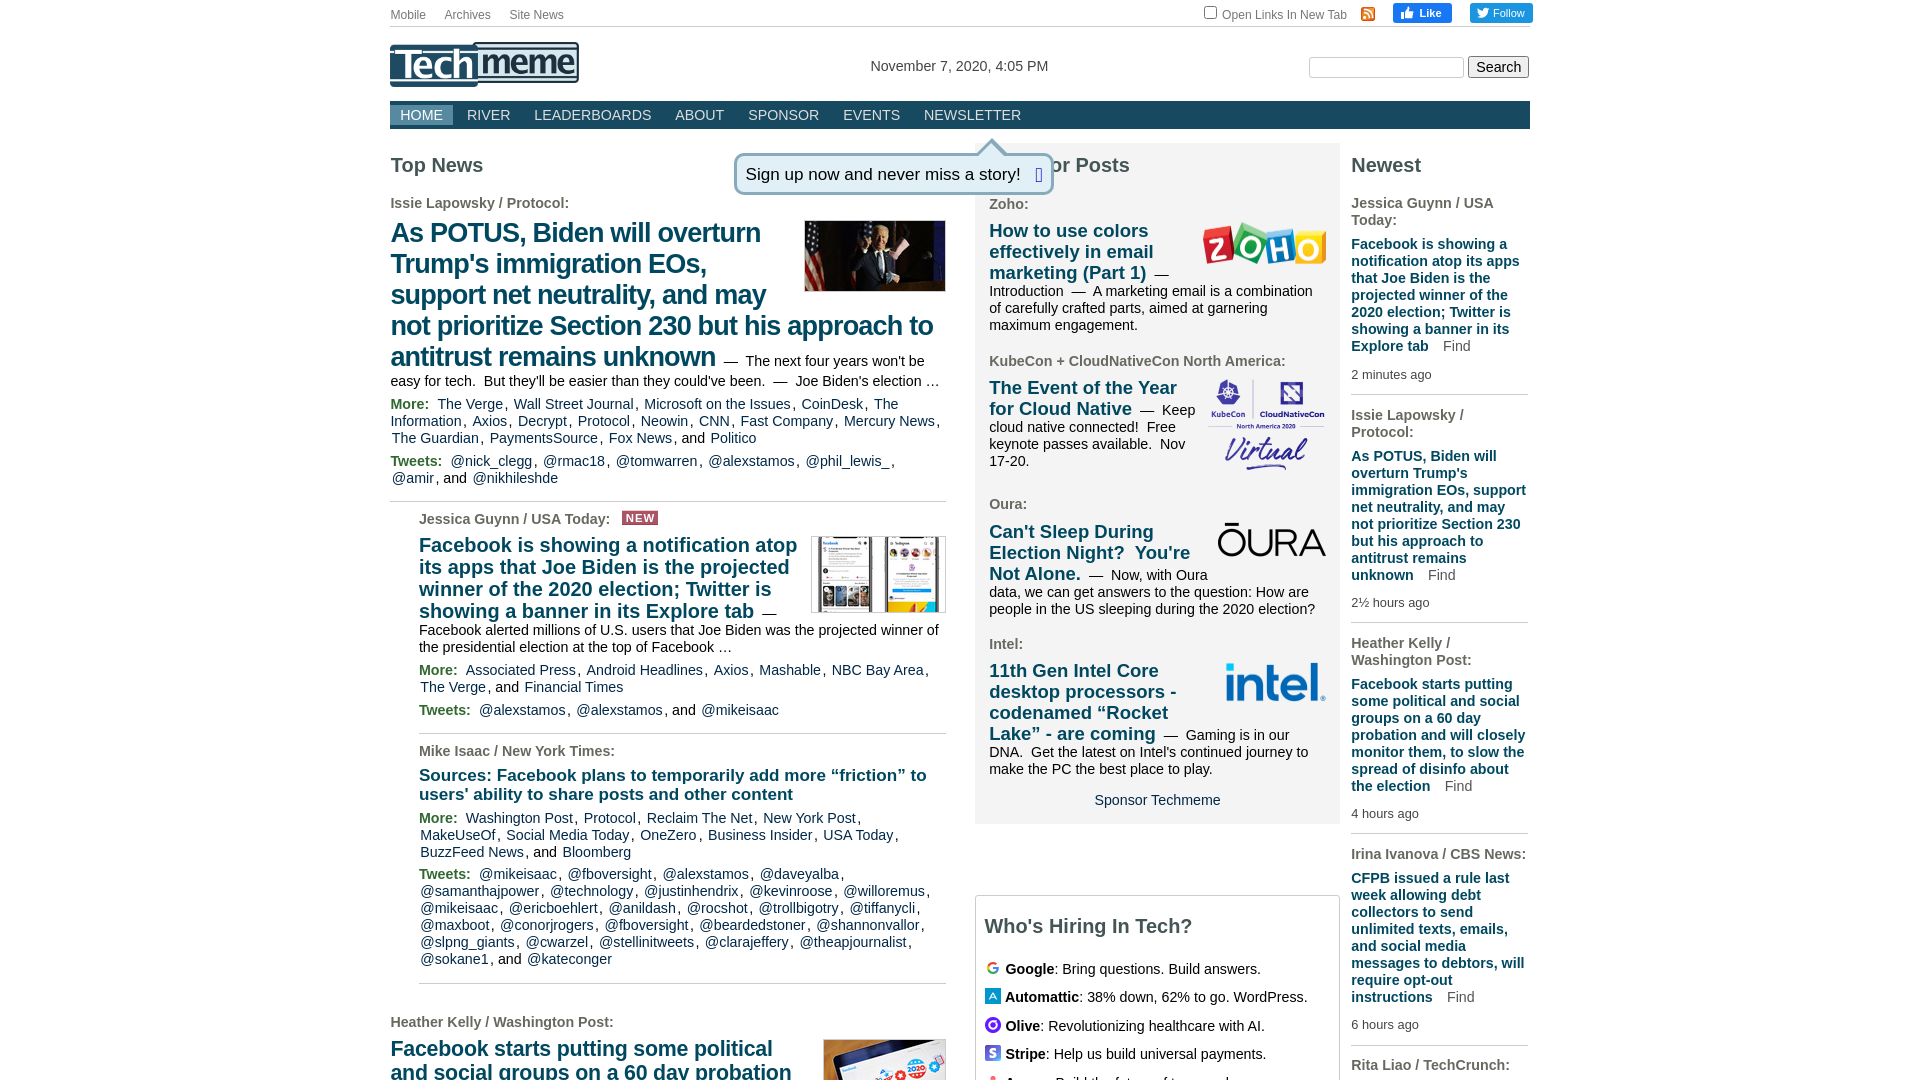 Mobile Archives Site News
Open Links In New Tab Like Follow
Techmeme
November 7, 2020, 4:05 PM
Search
HOME RIVER LEADERBOARDS ABOUT SPONSOR EVENTS NEWSLETTER
Sign up now and never miss a story!
Top News
Issie Lapowsky / Protocol:
As POTUS, Biden will overturn
Trump's immigration EOs,
support net neutrality, and may
not prioritize Section 230 but his approach to
antitrust remains unknown — The next four years won't be
easy for tech. But they'll be easier than they could've been. — Joe Biden's election …
More: The Verge, Wall Street Journal, Microsoft on the Issues, CoinDesk, The
Information, Axios, Decrypt, Protocol, Neowin, CNN, Fast Company, Mercury News,
The Guardian, PaymentsSource, Fox News, and Politico
Tweets: @nick_clegg, @rmac18, @tomwarren, @alexstamos, @phil_lewis_,
@amir, and @nikhileshde
Jessica Guynn / USA Today: NEW
Facebook is showing a notification atop
its apps that Joe Biden is the projected
winner of the 2020 election; Twitter is
showing a banner in its Explore tab —
Facebook alerted millions of U.S. users that Joe Biden was the projected winner of
the presidential election at the top of Facebook …
More: Associated Press, Android Headlines, Axios, Mashable, NBC Bay Area,
The Verge, and Financial Times
Tweets: @alexstamos, @alexstamos, and @mikeisaac
Mike Isaac / New York Times:
Sources: Facebook plans to temporarily add more “friction” to
users' ability to share posts and other content
More: Washington Post, Protocol, Reclaim The Net, New York Post,
MakeUseOf, Social Media Today, OneZero, Business Insider, USA Today,
BuzzFeed News, and Bloomberg
Tweets: @mikeisaac, @fboversight, @alexstamos, @daveyalba,
@samanthajpower, @technology, @justinhendrix, @kevinroose, @willoremus,
@mikeisaac, @ericboehlert, @anildash, @rocshot, @trollbigotry, @tiffanycli,
@maxboot, @conorjrogers, @fboversight, @beardedstoner, @shannonvallor,
@slpng_giants, @cwarzel, @stellinitweets, @clarajeffery, @theapjournalist,
@sokane1, and @kateconger
Heather Kelly / Washington Post:
Facebook starts putting some political
and social groups on a 60 day probation
or Posts
Zoho:
How to use colors
effectively in email
marketing (Part 1) —
Introduction — A marketing email is a combination
of carefully crafted parts, aimed at garnering
maximum engagement.
ZOHO
KubeCon + CloudNativeCon North America:
The Event of the Year
for Cloud Native — Keep
cloud native connected! Free
keynote passes available. Nov
17-20.
KubeCon CloudNativeCon
North America 2020
Virtual
Oura:
Can't Sleep During
Election Night? You're
Not Alone. — Now, with Oura
data, we can get answers to the question: How are
people in the US sleeping during the 2020 election?
ŌURA
Intel:
11th Gen Intel Core
desktop processors -
codenamed “Rocket
Lake” - are coming — Gaming is in our
DNA. Get the latest on Intel's continued journey to
make the PC the best place to play.
intel®
Sponsor Techmeme
Who's Hiring In Tech?
Google: Bring questions. Build answers.
Automattic: 38% down, 62% to go. WordPress.
Olive: Revolutionizing healthcare with AI.
Stripe: Help us build universal payments.
Newest
Jessica Guynn / USA
Today:
Facebook is showing a
notification atop its apps
that Joe Biden is the
projected winner of the
2020 election; Twitter is
showing a banner in its
Explore tab Find
2 minutes ago
Issie Lapowsky /
Protocol:
As POTUS, Biden will
overturn Trump's
immigration EOs, support
net neutrality, and may
not prioritize Section 230
but his approach to
antitrust remains
unknown Find
2½ hours ago
Heather Kelly /
Washington Post:
Facebook starts putting
some political and social
groups on a 60 day
probation and will closely
monitor them, to slow the
spread of disinfo about
the election Find
4 hours ago
Irina Ivanova / CBS News:
CFPB issued a rule last
week allowing debt
collectors to send
unlimited texts, emails,
and social media
messages to debtors, will
require opt-out
instructions Find
6 hours ago
Rita Liao / TechCrunch: